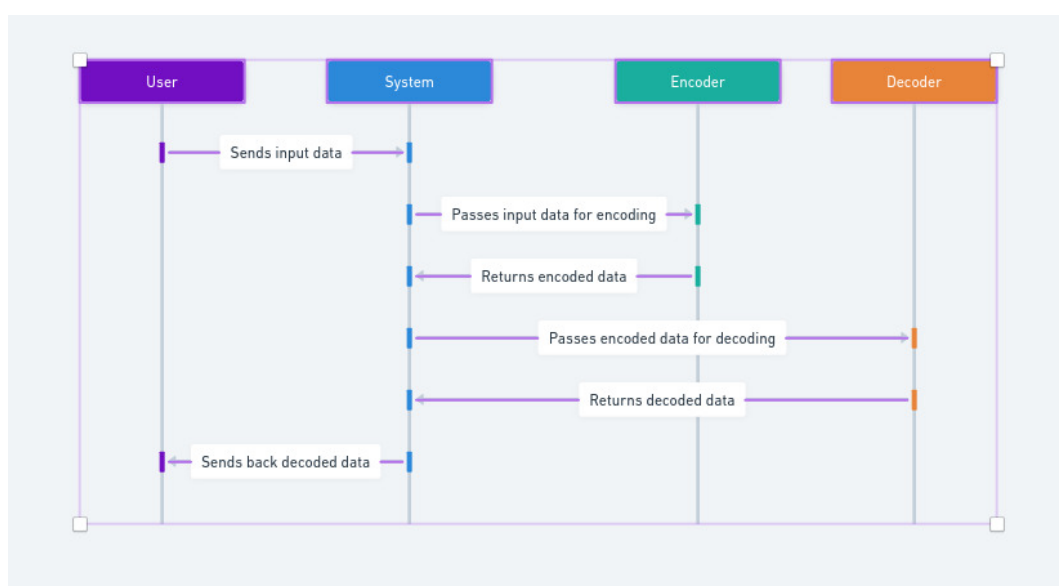 User
System
Encoder
Decoder
Sends input data
Passes input data for encoding
Returns encoded data
Passes encoded data for decoding
Returns decoded data
Sends back decoded data